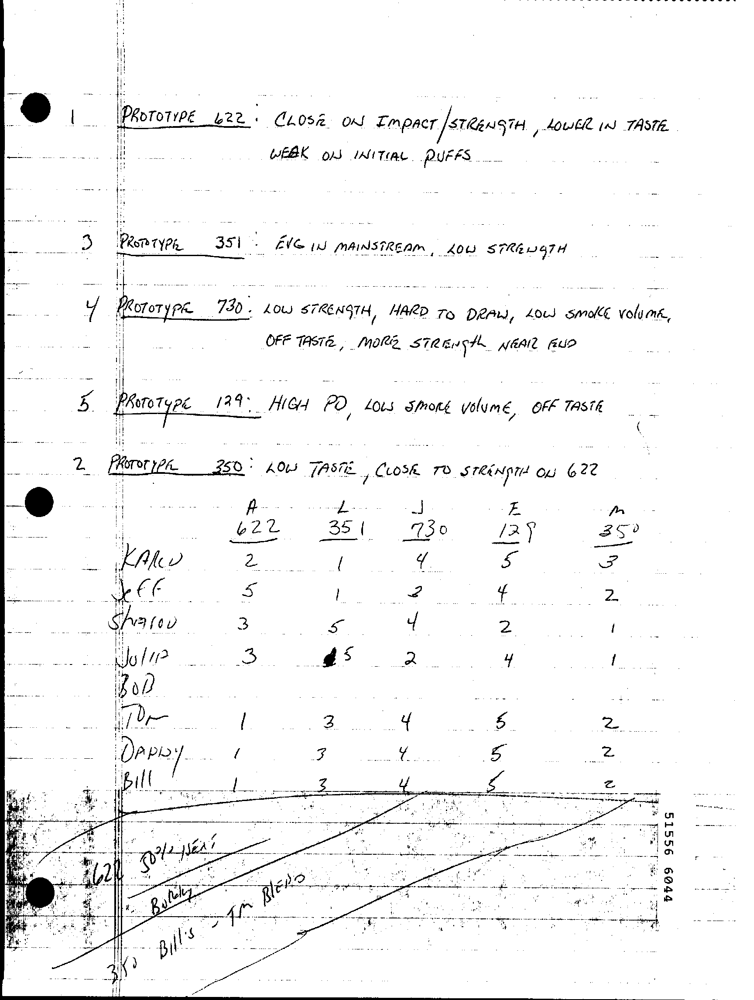 1 PROTOTYPE 622: CLOSE ON IMPACT/STRENGTH, LOWER IN TASTE
WEAK ON INITIAL PUFFS
3 PROTOTYPE 351: EVG IN MAINSTREAM, LOW STRENGTH
4 PROTOTYPE 730: LOW STRENGTH, HARD TO DRAW, LOW SMOKE VOLUME,
OFF TASTE, MORE STRENGTH NEAR END
5 PROTOTYPE 129: HIGH PD, LOW SMOKE VOLUME, OFF TASTE
2 PROTOTYPE 350: LOW TASTE, CLOSE TO STRENGTH ON 622
A L J E M
622 351 730 129 350
KAREN 2 1 4 5 3
JEFF 5 1 3 4 2
SHARON 3 5 4 2 1
Julie 3 5 2 4 1
BOB
TOM 1 3 4 5 2
DANNY 1 3 4 5 2
Bill 1 3 4 5 2
622 50%
Burley
350 Bill's - TM BLEND
51556 6044